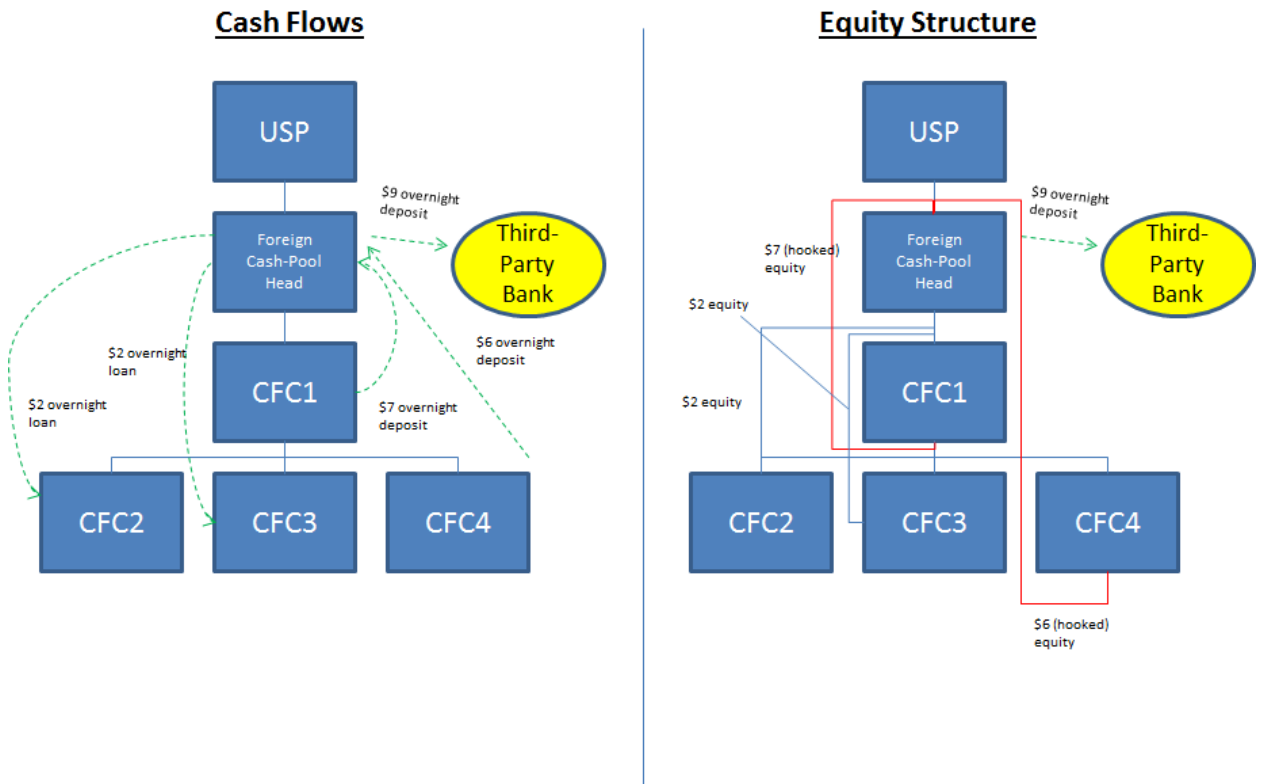 Cash Flows
USP
$9 overnight
deposit
Foreign
Cash-Pool
Head
Third-
Party
Bank
$2 overnight
loan
$6 overnight
deposit
CFC1
$2 overnight
loan
$7 overnight
deposit
CFC2
CFC3
CFC4
Equity Structure
USP
$9 overnight
deposit
$7 (hooked)
equity
Foreign
Cash-Pool
Head
Third-
Party
Bank
$2 equity
CFC1
$2 equity
CFC2
CFC3
CFC4
$6 (hooked)
equity